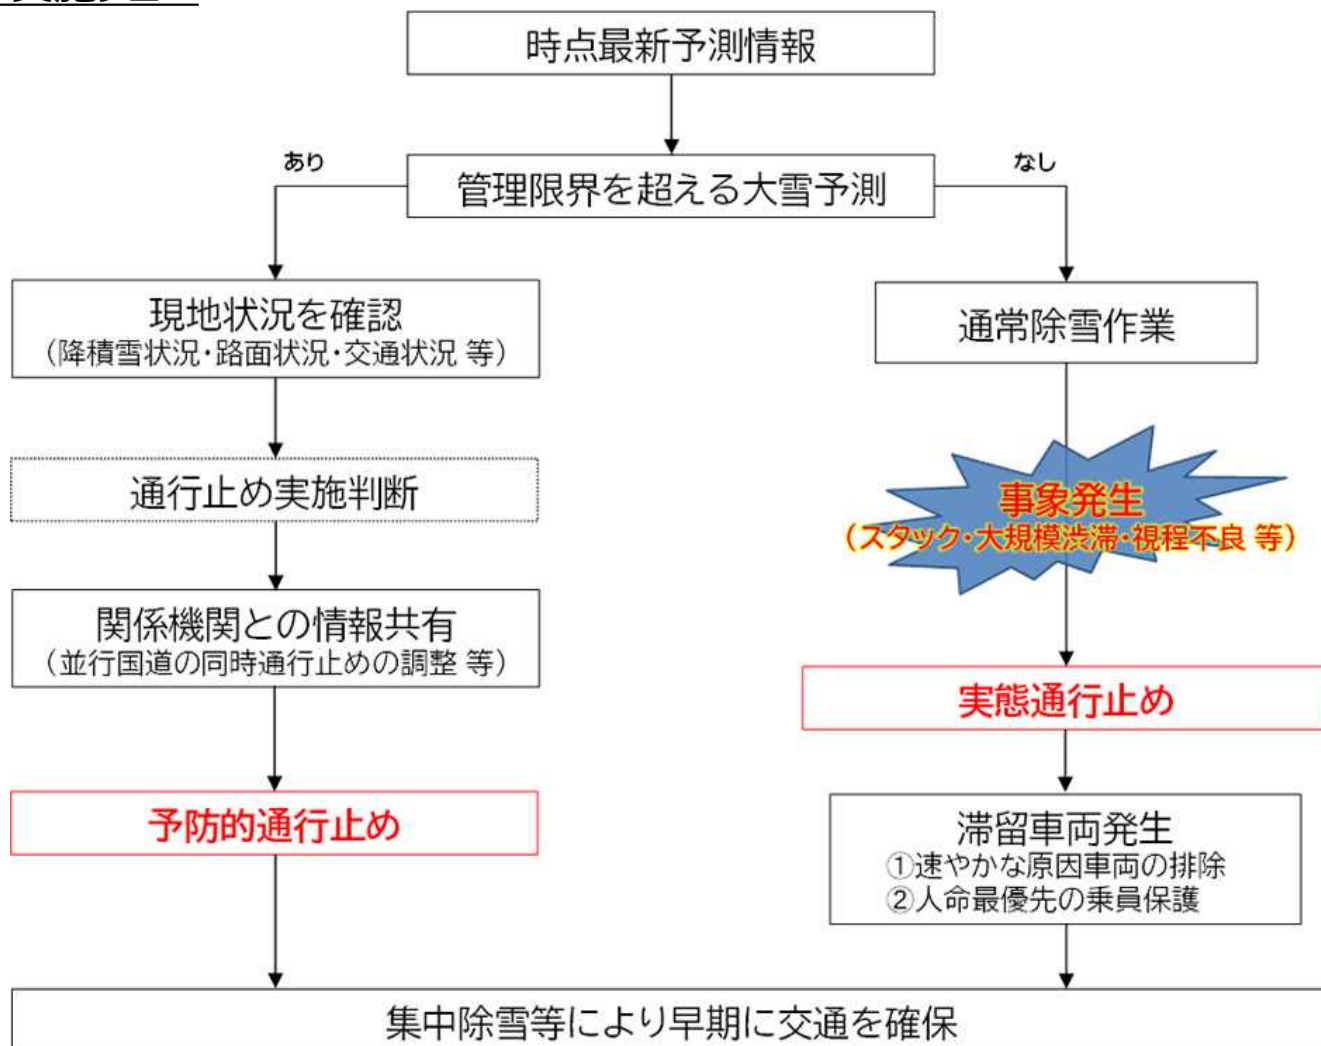 時点最新予測情報
管理限界を超える大雪予測
あり
なし
現地状況を確認
（降積雪状況・路面状況・交通状況 等）
通行止め実施判断
関係機関との情報共有
（並行国道の同時通行止めの調整 等）
予防的通行止め
通常除雪作業
事象発生
（スタック・大規模渋滞・視程不良 等）
実態通行止め
滞留車両発生
①速やかな原因車両の排除
②人命最優先の乗員保護
集中除雪等により早期に交通を確保